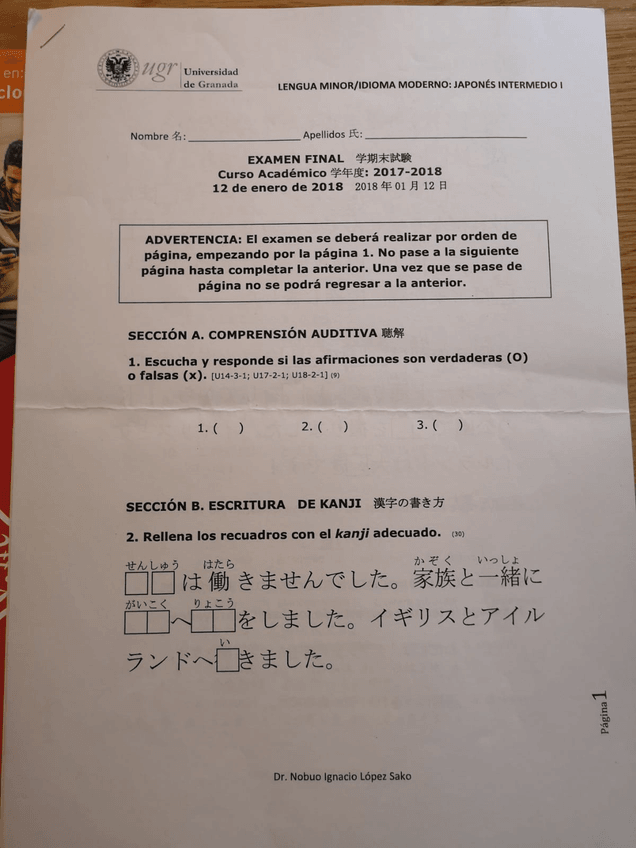 ugr
Universidad
de Granada
LENGUA MINOR/IDIOMA MODERNO: JAPONÉS INTERMEDIO I
en:
clo
Nombre 名: ____________________ Apellidos 氏: ____________________________
EXAMEN FINAL 学期末試験
Curso Académico 学年度: 2017-2018
12 de enero de 2018 2018 年 01 月 12 日
ADVERTENCIA: El examen se deberá realizar por orden de
página, empezando por la página 1. No pase a la siguiente
página hasta completar la anterior. Una vez que se pase de
página no se podrá regresar a la anterior.
SECCIÓN A. COMPRENSIÓN AUDITIVA 聴解
1. Escucha y responde si las afirmaciones son verdaderas (O)
o falsas (x). [U14-3-1; U17-2-1; U18-2-1] (9)
1. ( ) 2. ( ) 3. ( )
SECCIÓN B. ESCRITURA DE KANJI 漢字の書き方
2. Rellena los recuadros con el kanji adecuado. (30)
せんしゅう はたら かぞく いっしょ
□□は働きませんでした。家族と一緒に
がいこく りょこう
□□へ□□をしました。イギリスとアイル
い
ランドへ□きました。
Página 1
Dr. Nobuo Ignacio López Sako